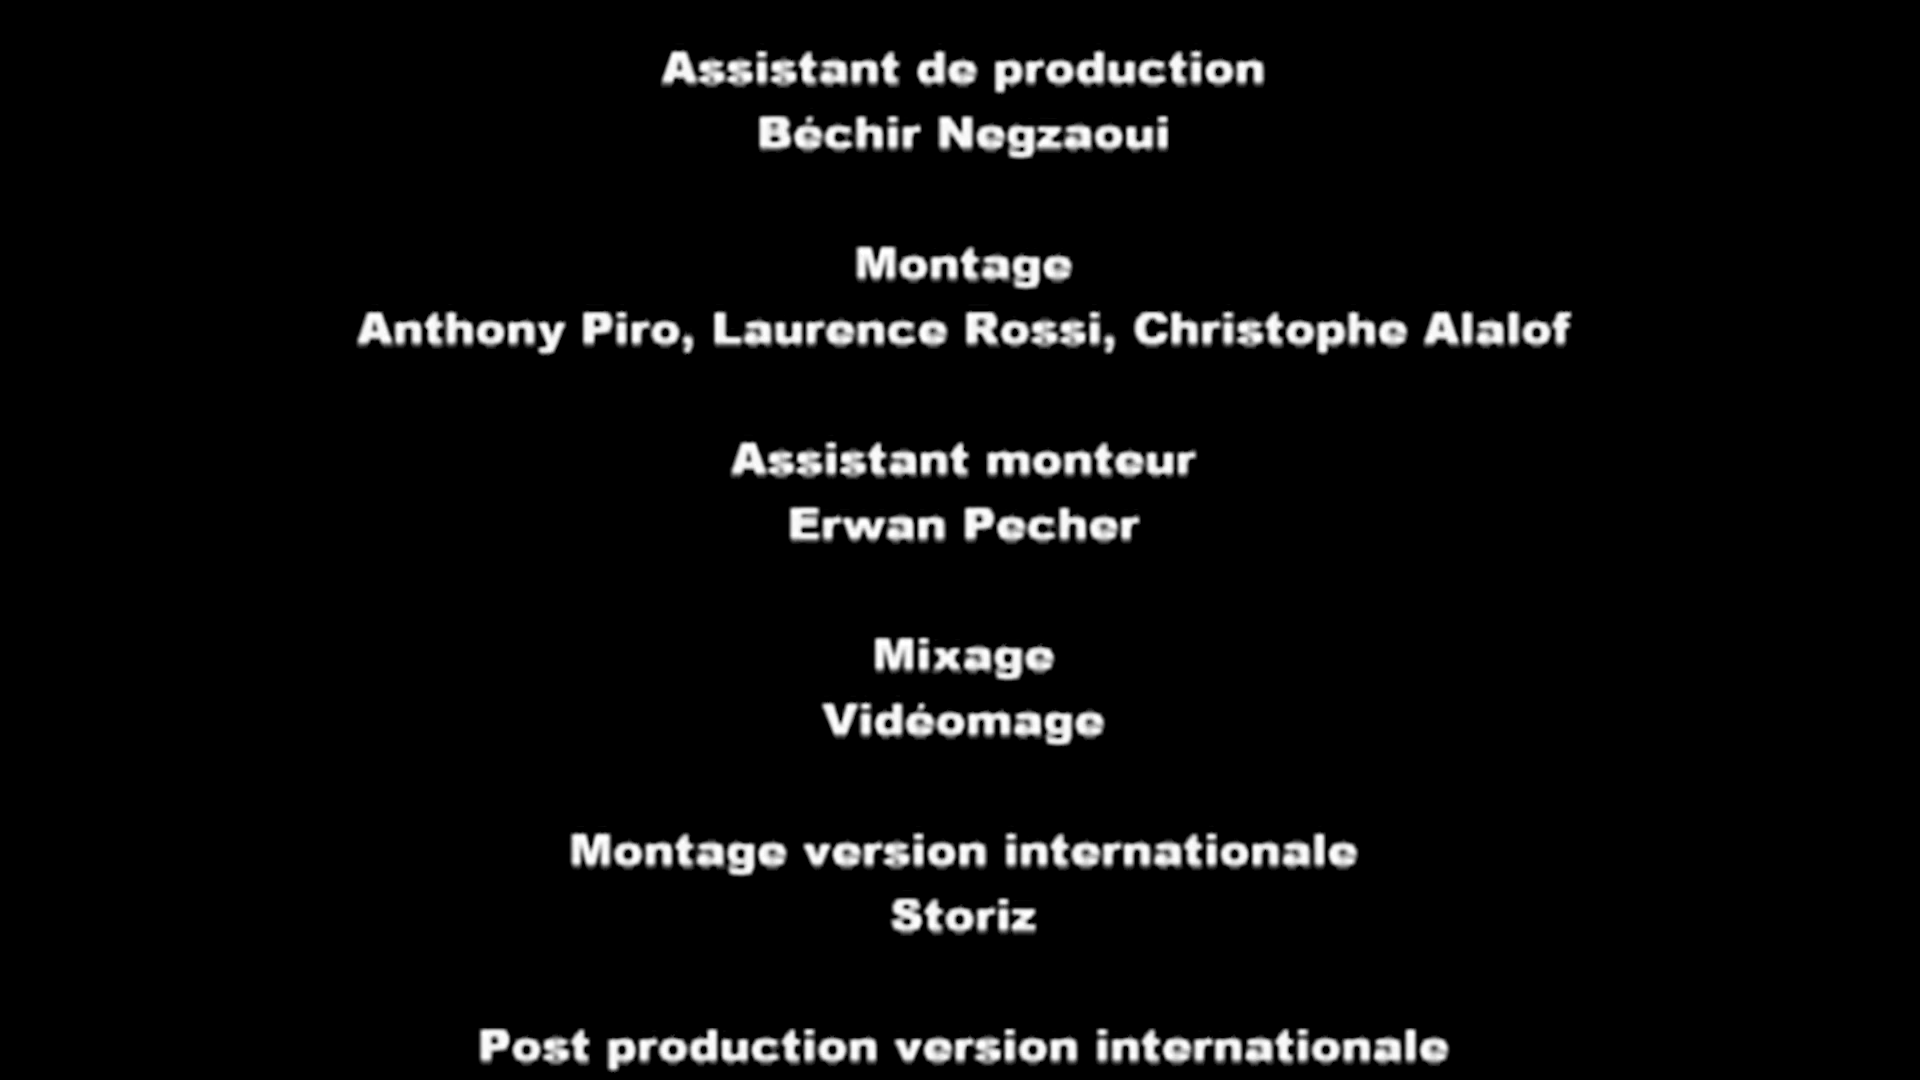 Assistant de production
Béchir Negzaoui
Montage
Anthony Piro, Laurence Rossi, Christophe Alalof
Assistant monteur
Erwan Pecher
Mixage
Vidéomage
Montage version internationale
Storiz
Post production version internationale